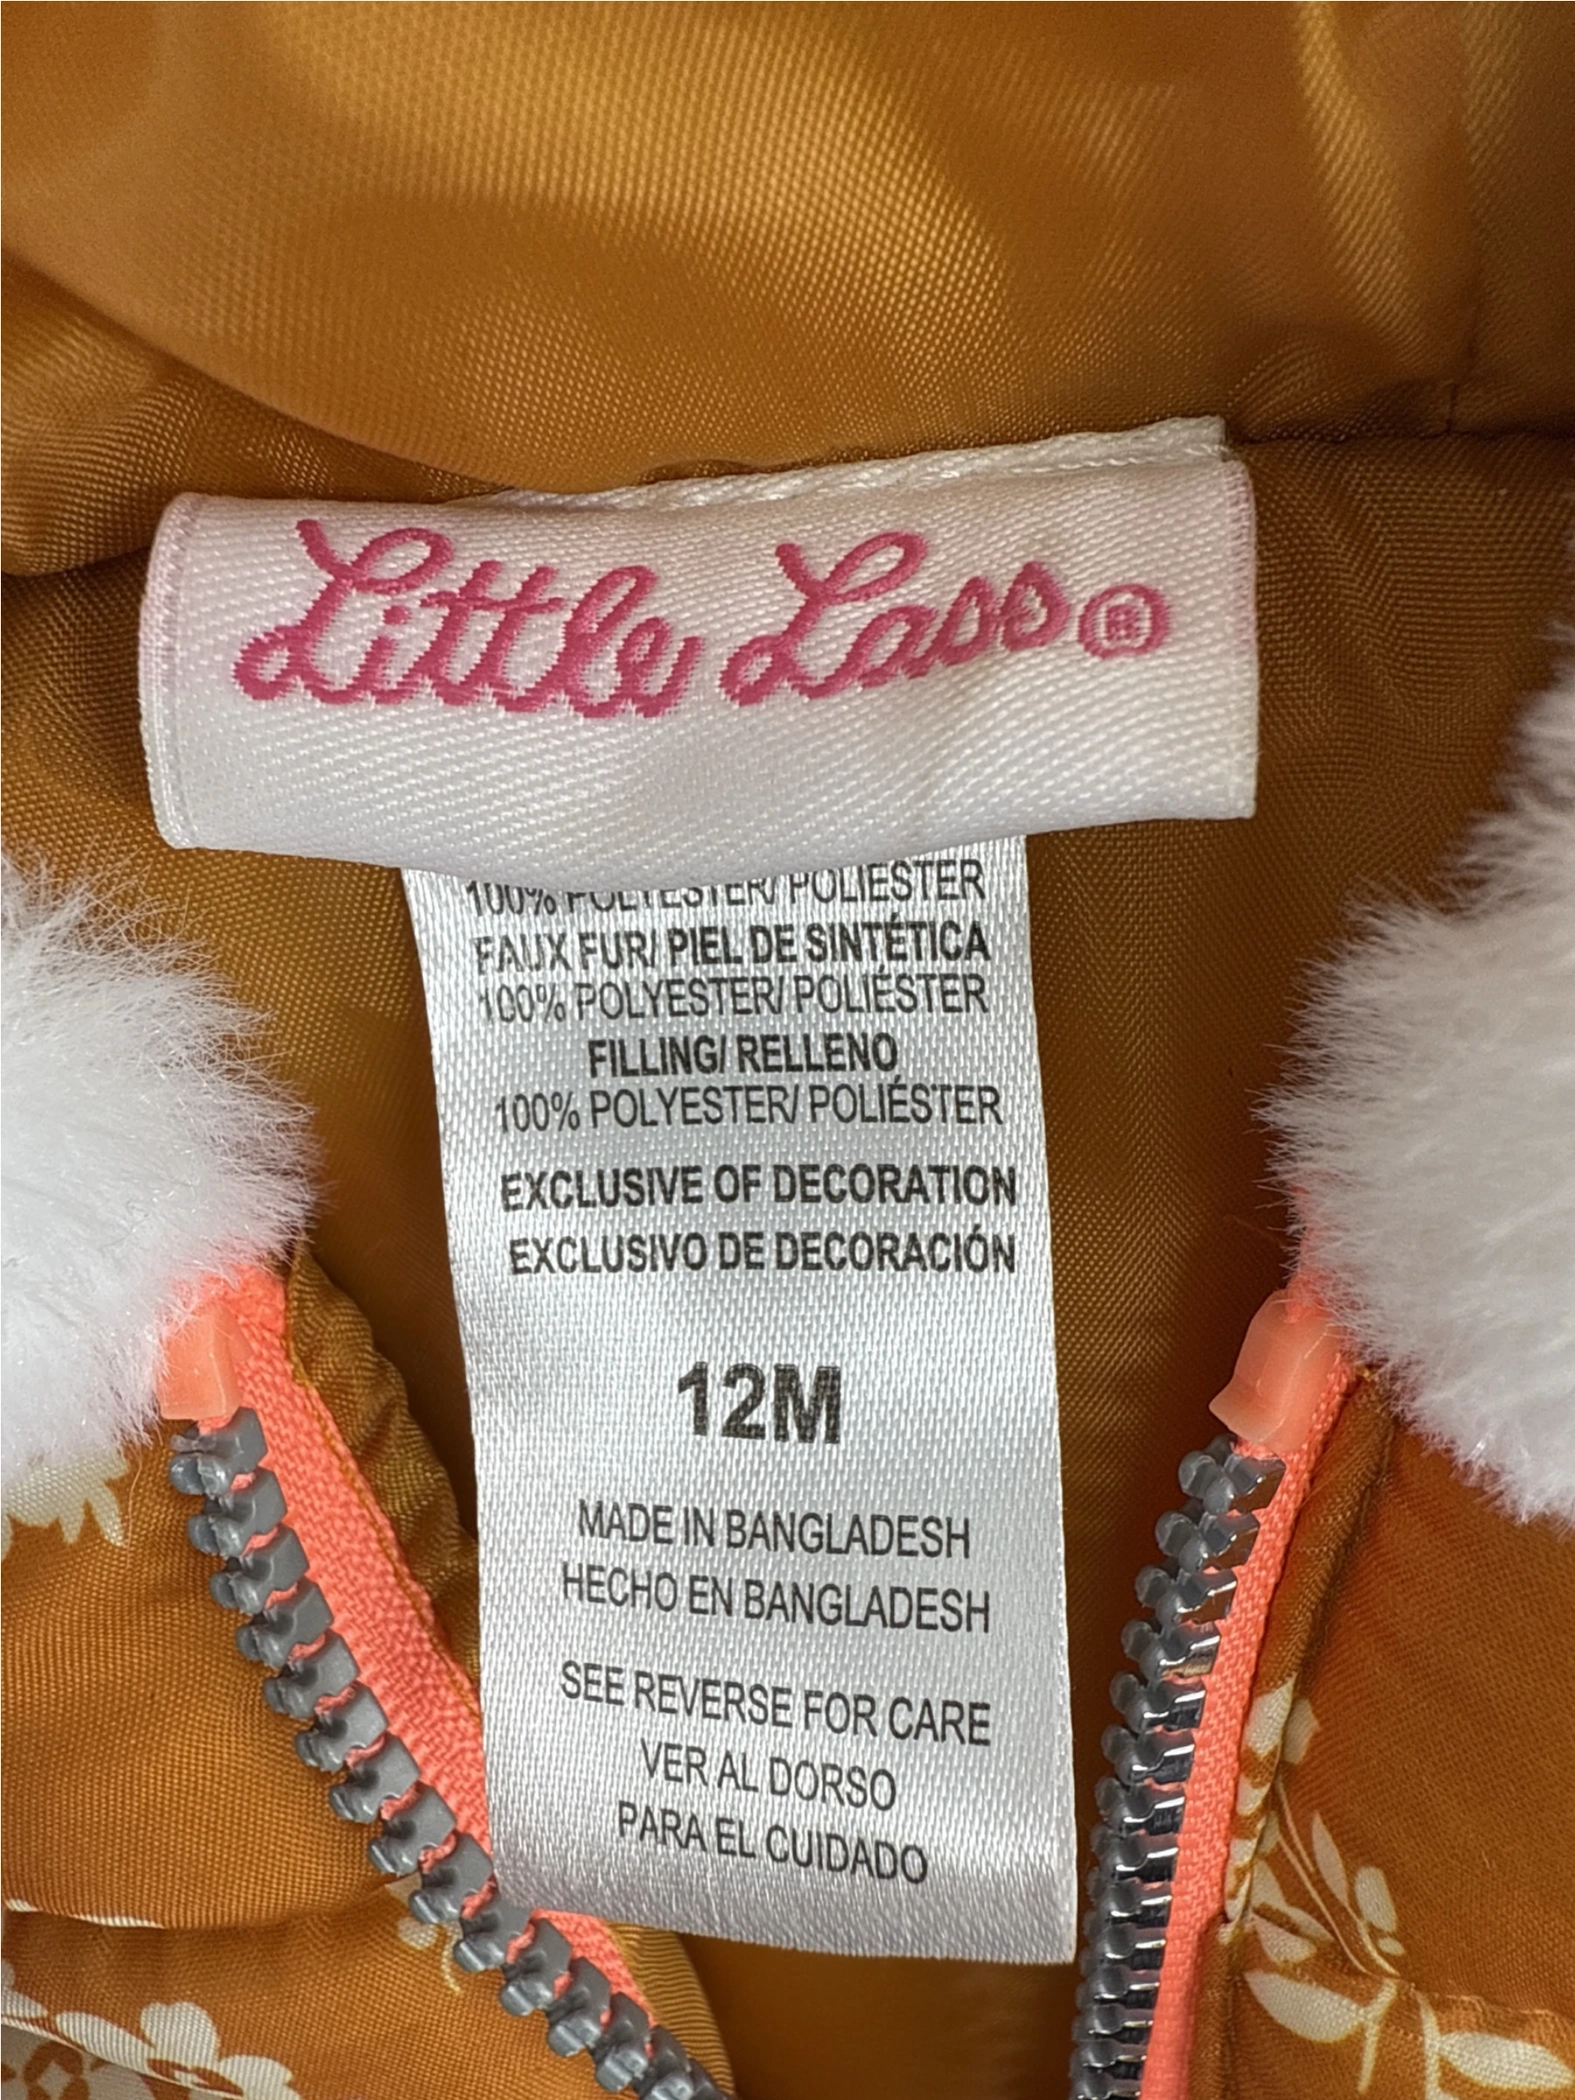 Little Lass®
100% POLYESTER/ POLIÉSTER
FAUX FUR/ PIEL DE SINTÉTICA
100% POLYESTER/ POLIÉSTER
FILLING/ RELLENO
100% POLYESTER/ POLIÉSTER
EXCLUSIVE OF DECORATION
EXCLUSIVO DE DECORACIÓN
12M
MADE IN BANGLADESH
HECHO EN BANGLADESH
SEE REVERSE FOR CARE
VER AL DORSO
PARA EL CUIDADO